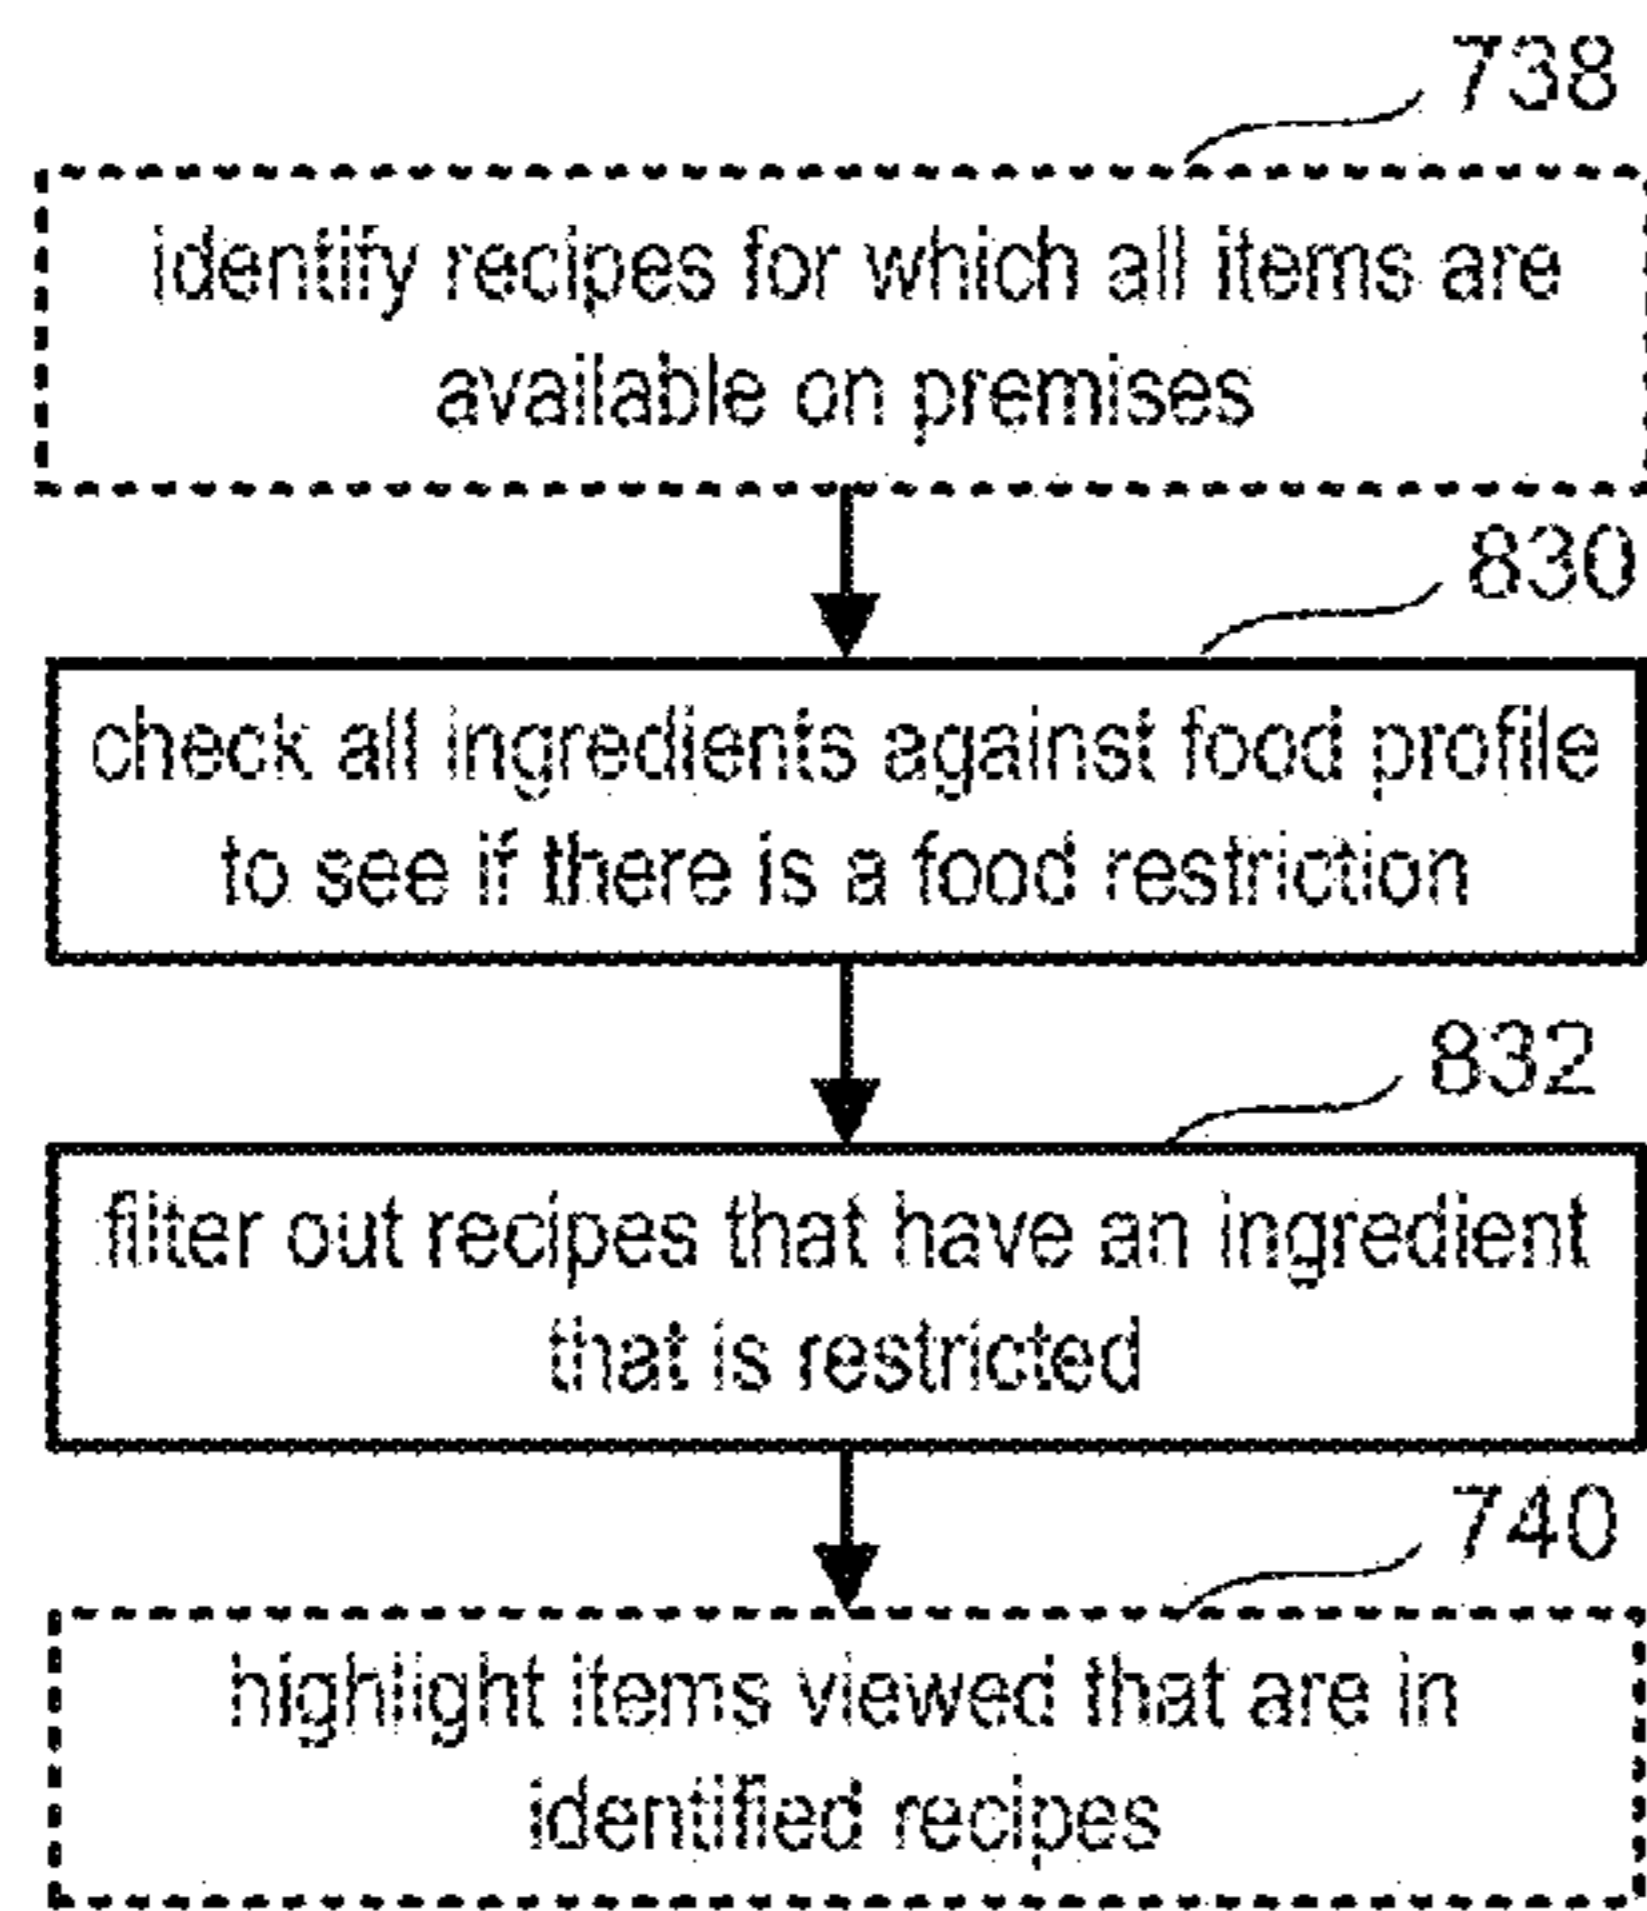 738
identify recipes for which all items are
available on premises
830
check all ingredients against food profile
to see if there is a food restriction
832
filter out recipes that have an ingredient
that is restricted
740
highlight items viewed that are in
identified recipes